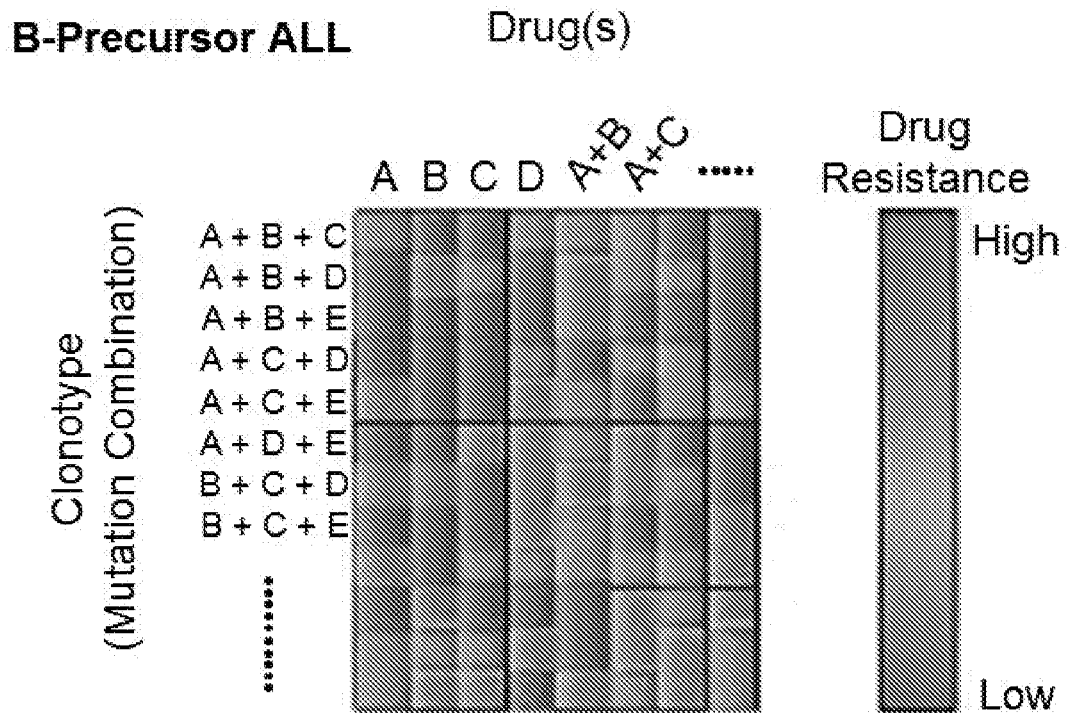 B-Precursor ALL
Drug(s)
A B C D A+B A+C ......
Drug
Resistance
High
Low
Clonotype
(Mutation Combination)
A + B + C
A + B + D
A + B + E
A + C + D
A + C + E
A + D + E
B + C + D
B + C + E